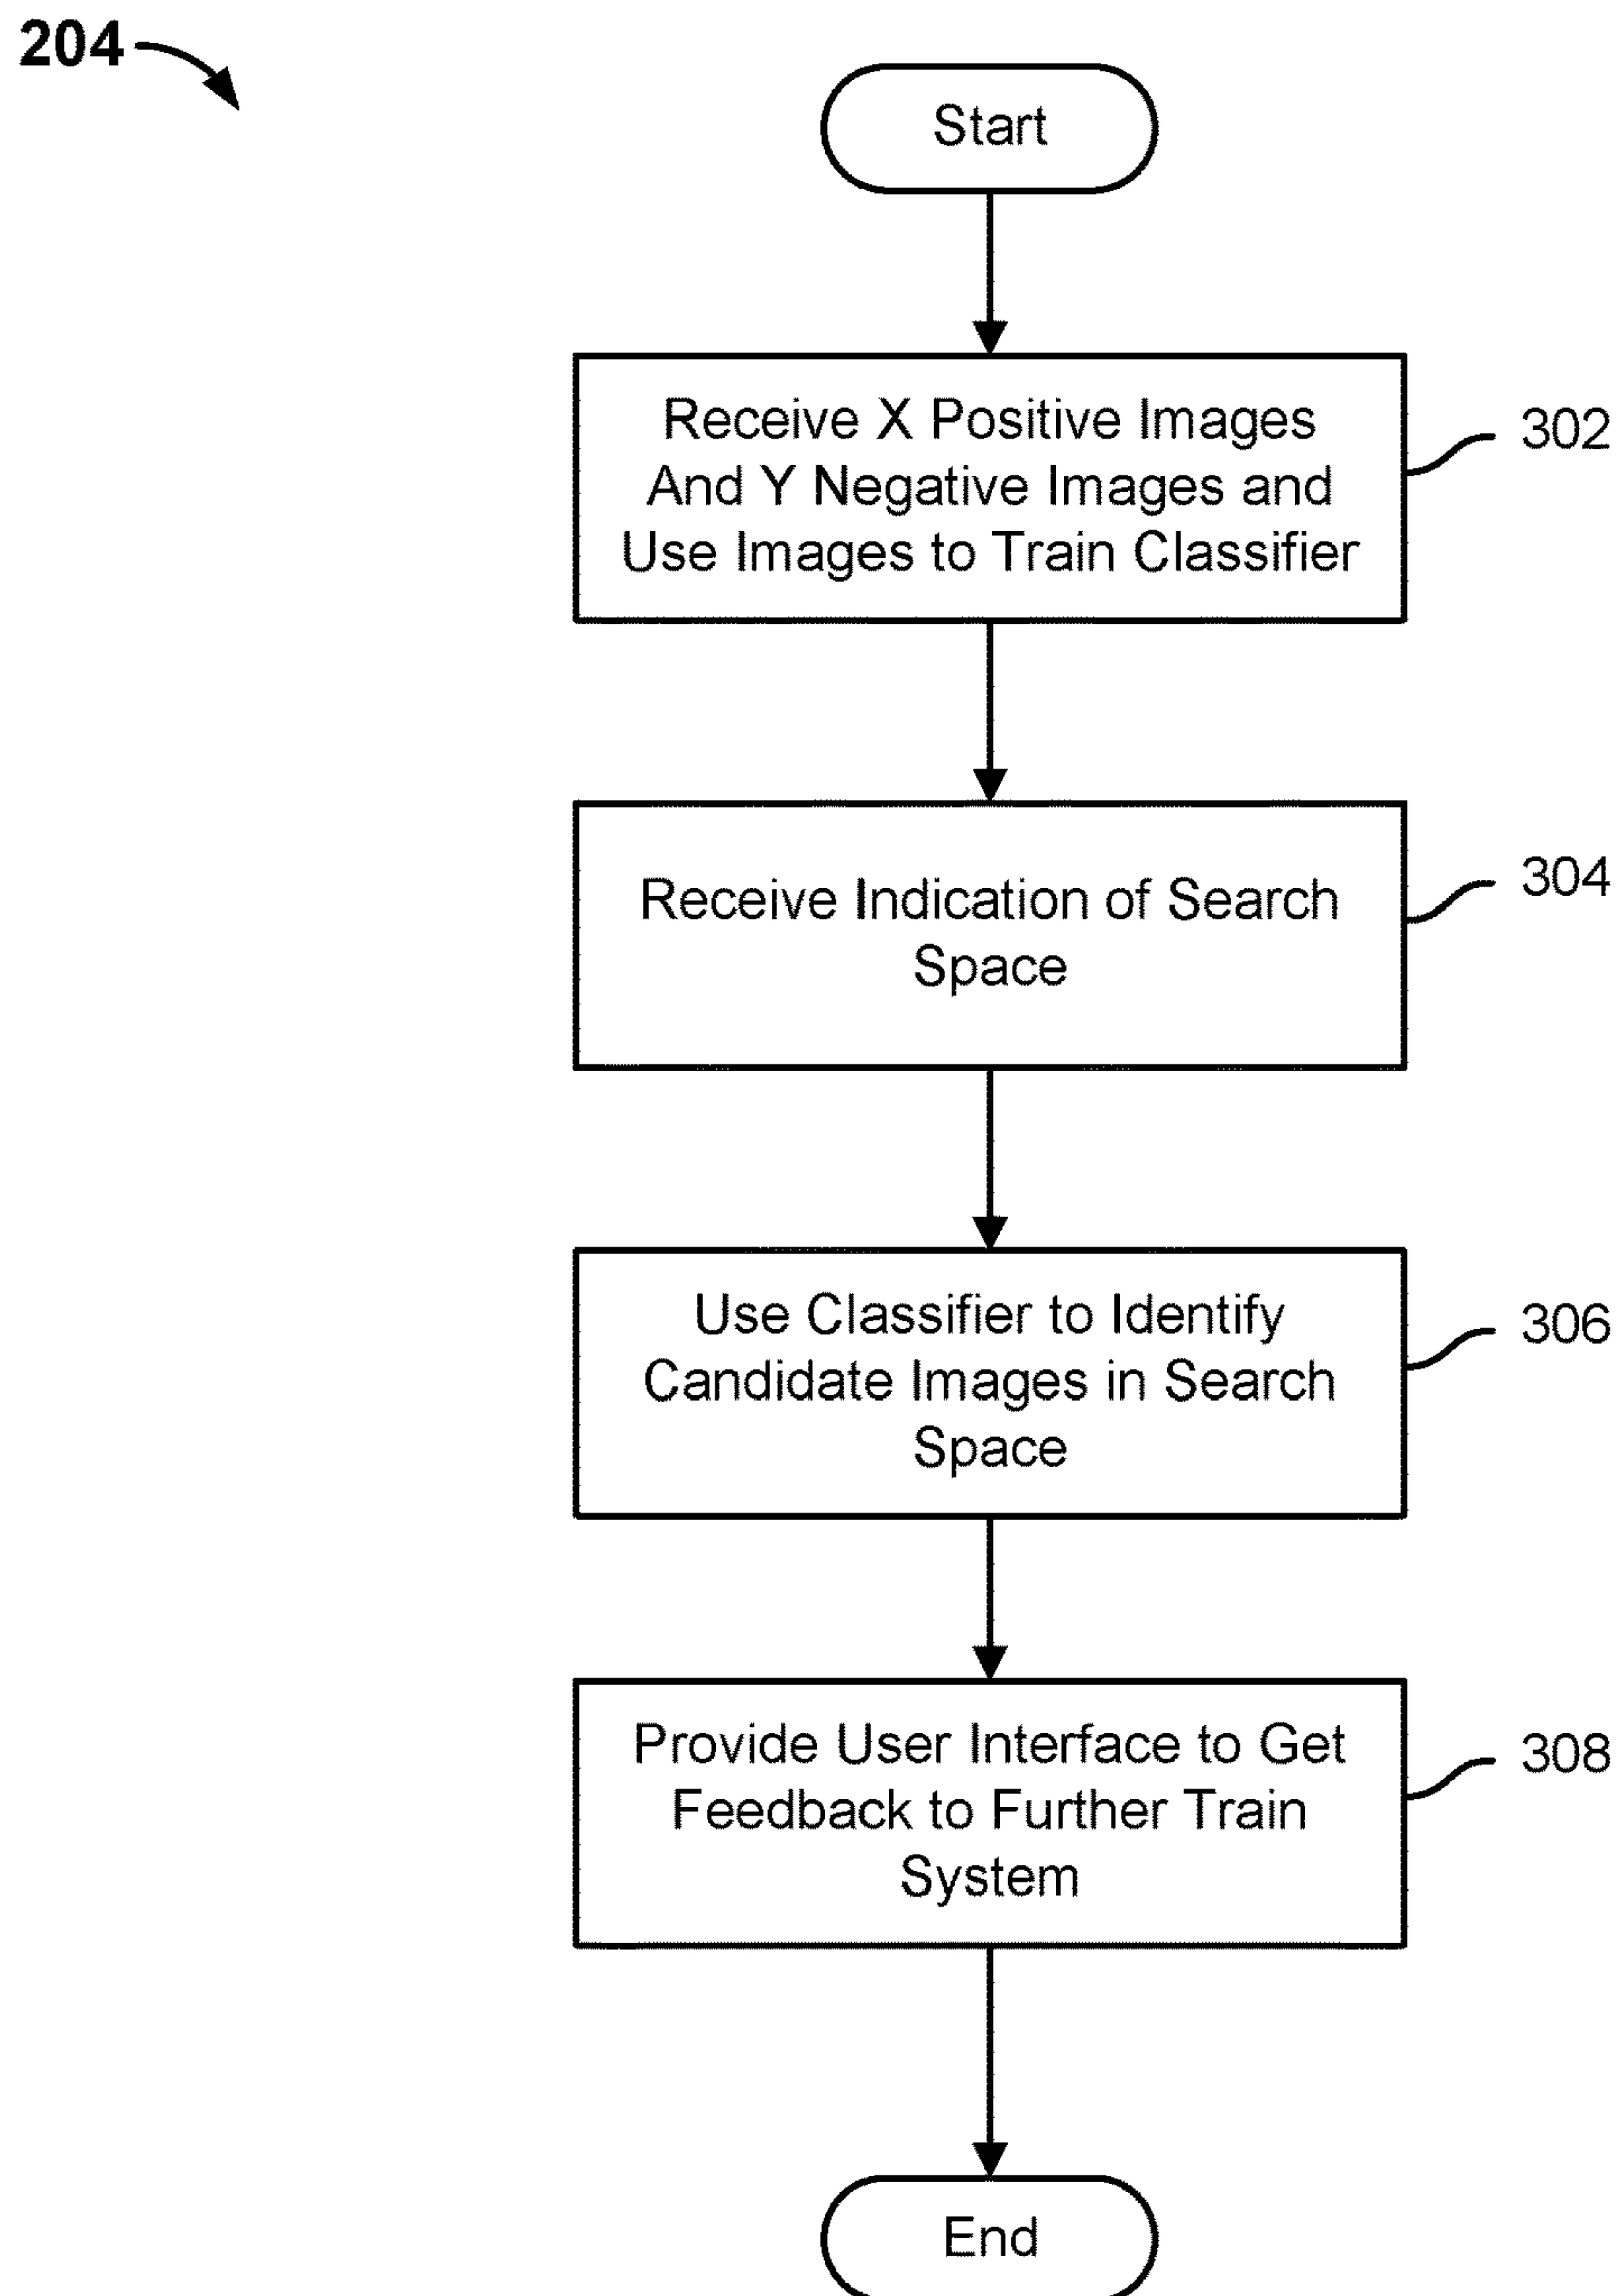 204
Start
Receive X Positive Images
And Y Negative Images and
Use Images to Train Classifier
302
Receive Indication of Search
Space
304
Use Classifier to Identify
Candidate Images in Search
Space
306
Provide User Interface to Get
Feedback to Further Train
System
308
End